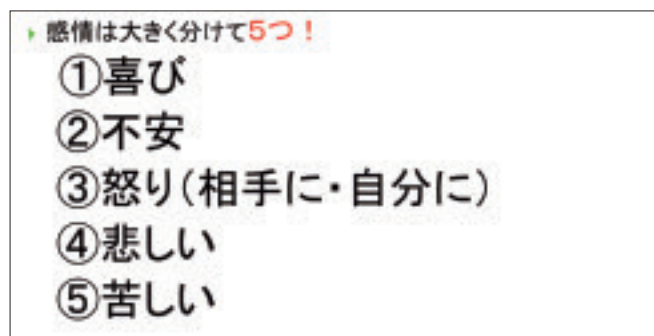 感情は大きく分けて5つ！
①喜び
②不安
③怒り(相手に・自分に)
④悲しい
⑤苦しい